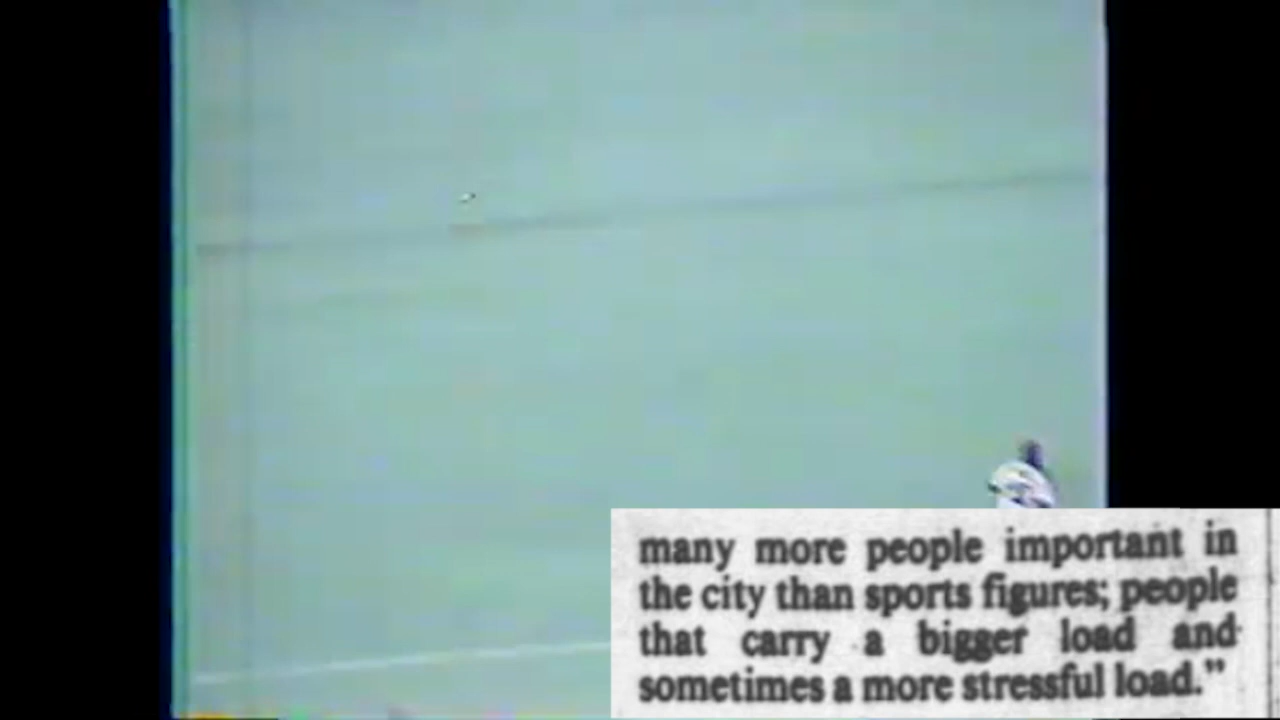 many more people important in
the city than sports figures; people
that carry a bigger load and
sometimes a more stressful load."